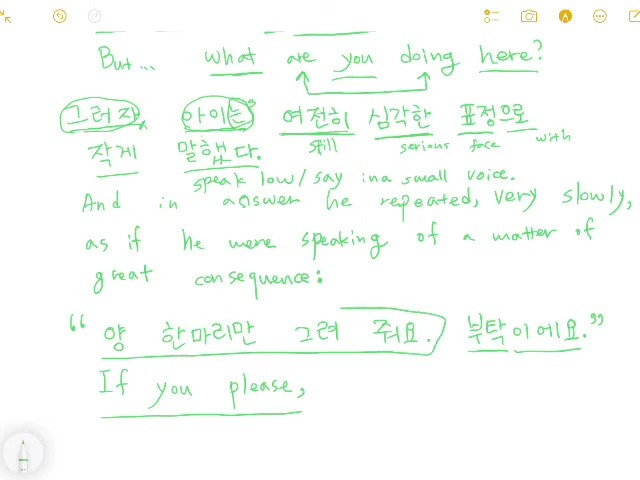 But... what are you doing here?
그러자, 아이는 여전히 심각한 표정으로
still serious face with
작게 말했다.
speak low/say in a small voice.
And in answer he repeated, very slowly,
as if he were speaking of a matter of
great consequence:
“양 한마리만 그려 줘요. 부탁이에요.”
If you please,